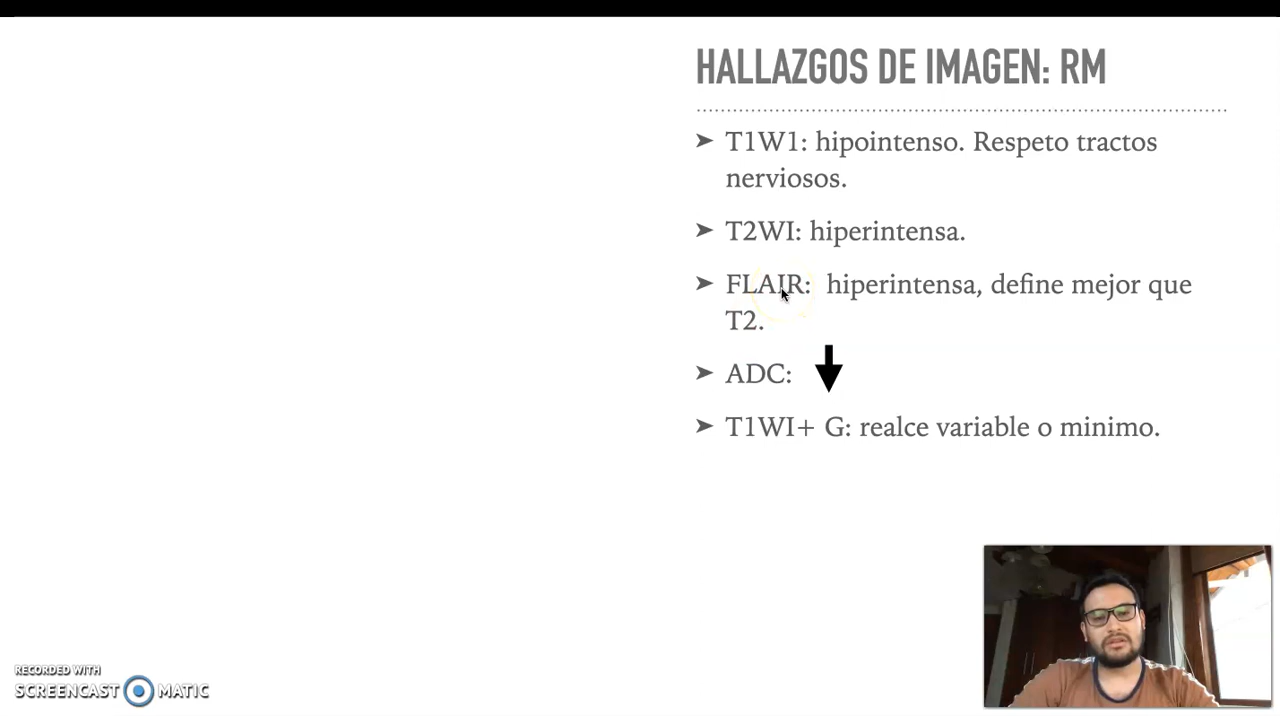 HALLAZGOS DE IMAGEN: RM
T1W1: hipointenso. Respeto tractos
nerviosos.
T2WI: hiperintensa.
FLAIR: hiperintensa, define mejor que
T2.
ADC:
T1WI+ G: realce variable o minimo.
RECORDED WITH
SCREENCAST MATIC